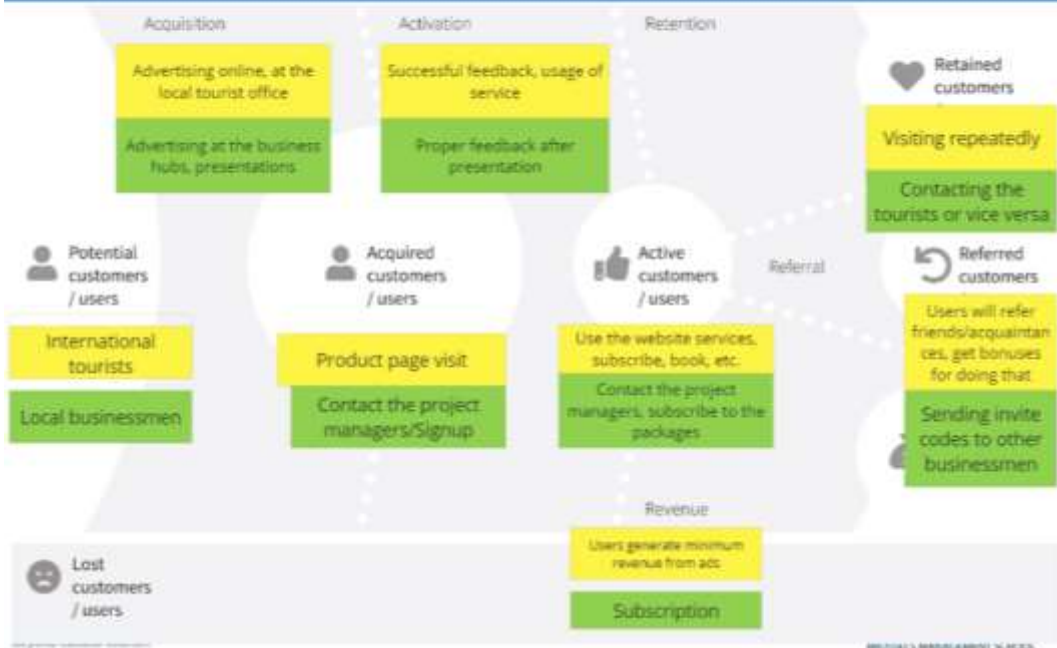 Acquisition
Activation
Retention
Advertising online, at the
local tourist office
Advertising at the business
hubs, presentations
Successful feedback, usage of
service
Proper feedback after
presentation
Retained
customers
Visiting repeatedly
Contacting the
tourists or vice versa
Potential
customers
/ users
International
tourists
Local businessmen
Acquired
customers
/ users
Product page visit
Contact the project
managers/Signup
Active
customers
/ users
Use the website services,
subscribe, book, etc.
Contact the project
managers, subscribe to the
packages
Referral
Referred
customers
Users will refer
friends/acquaintan
ces, get bonuses
for doing that
Sending invite
codes to other
businessmen
Revenue
Users generate minimum
revenue from ads
Subscription
Lost
customers
/ users